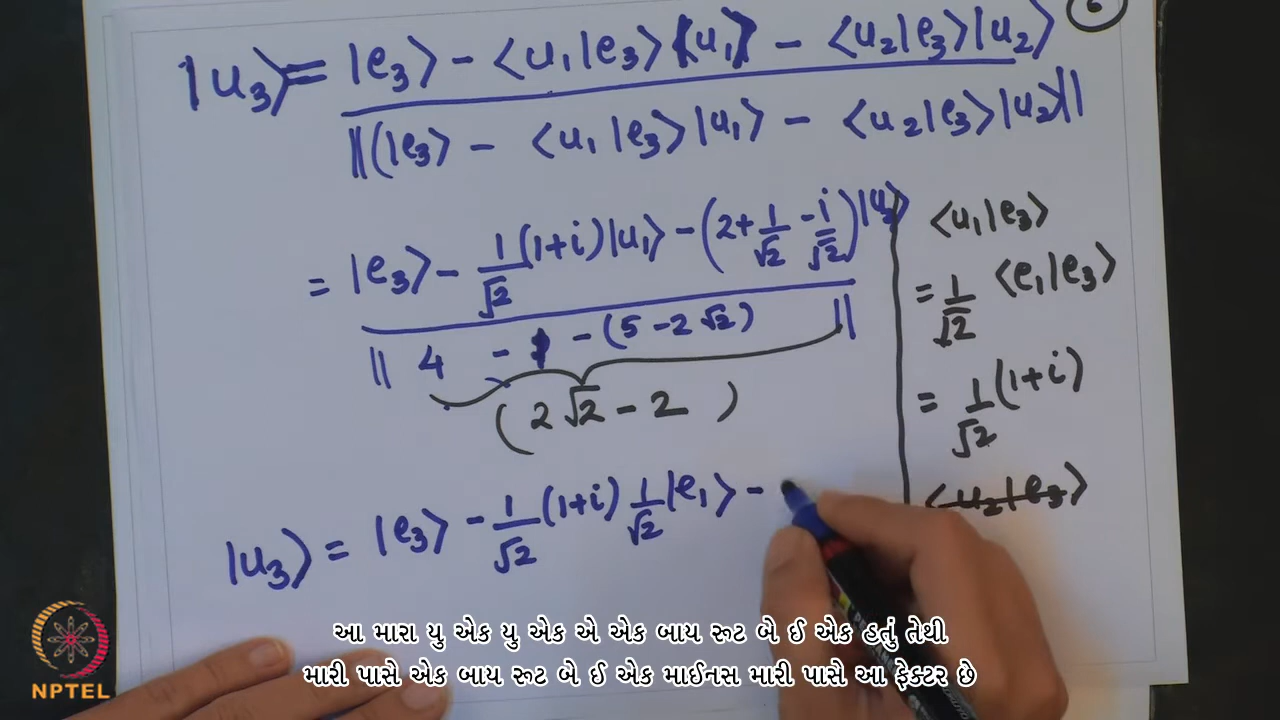 6
|u₃⟩ = |e₃⟩ - ⟨u₁|e₃⟩|u₁⟩ - ⟨u₂|e₃⟩|u₂⟩
||(|e₃⟩ - ⟨u₁|e₃⟩|u₁⟩ - ⟨u₂|e₃⟩|u₂⟩||
= |e₃⟩ - 1/√2 (1+i)|u₁⟩ - (2 + 1/√2 - i/√2)|u₂⟩
|| 4 - 1 - (5 - 2√2) ||
(2√2 - 2)
|u₃⟩ = |e₃⟩ - 1/√2 (1+i) 1/√2 |e₁⟩ -
⟨u₁|e₃⟩
= 1/√2 ⟨e₁|e₃⟩
= 1/√2 (1+i)
⟨u₂|e₃⟩
આ મારા યુ એક યુ એક એ એક બાય રુટ બે ઈ એક હતું તેથી
મારી પાસે એક બાય રુટ બે ઈ એક માઈનસ મારી પાસે આ ફેક્ટર છે
NPTEL